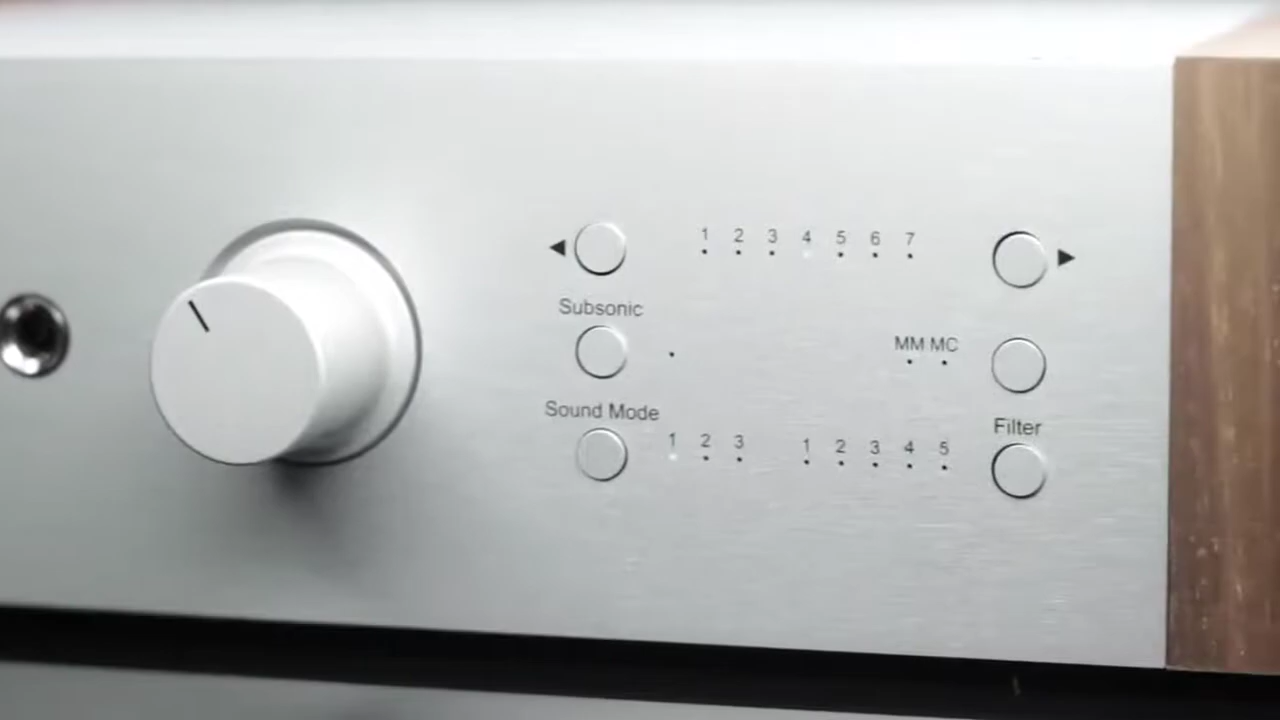 ◀ 1 2 3 4 5 6 7 ▶
Subsonic
MM MC
Sound Mode
Filter
1 2 3 1 2 3 4 5